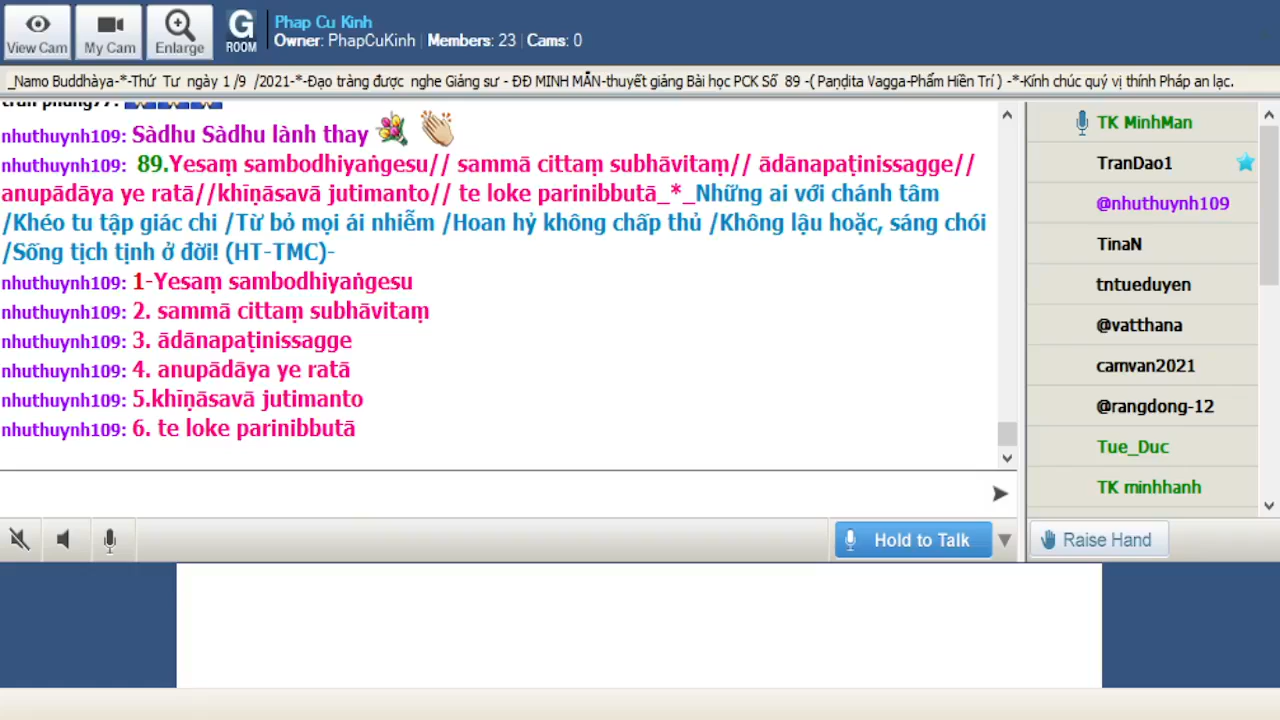 View Cam
My Cam
Enlarge
G
ROOM
Phap Cu Kinh
Owner: PhapCuKinh Members: 23 Cams: 0
_Namo Buddhàya-*-Thứ Tư ngày 1 /9 /2021-*-Đạo tràng được nghe Giảng sư - ĐĐ MINH MẪN-thuyết giảng Bài học PCK Số 89 -( Paṇḍita Vagga-Phẩm Hiền Trí ) -*-Kính chúc quý vị thính Pháp an lạc.
nhuthuynh109: Sàdhu Sàdhu lành thay
nhuthuynh109: 89.Yesaṃ sambodhiyaṅgesu// sammā cittaṃ subhāvitaṃ// ādānapaṭinissagge//
anupādāya ye ratā//khīṇāsavā jutimanto// te loke parinibbutā_*_Những ai với chánh tâm
/Khéo tu tập giác chi /Từ bỏ mọi ái nhiễm /Hoan hỷ không chấp thủ /Không lậu hoặc, sáng chói
/Sống tịch tịnh ở đời! (HT-TMC)-
nhuthuynh109: 1-Yesaṃ sambodhiyaṅgesu
nhuthuynh109: 2. sammā cittaṃ subhāvitaṃ
nhuthuynh109: 3. ādānapaṭinissagge
nhuthuynh109: 4. anupādāya ye ratā
nhuthuynh109: 5.khīṇāsavā jutimanto
nhuthuynh109: 6. te loke parinibbutā
TK MinhMan
TranDao1
@nhuthuynh109
TinaN
tntueduyen
@vatthana
camvan2021
@rangdong-12
Tue_Duc
TK minhhanh
Hold to Talk
Raise Hand